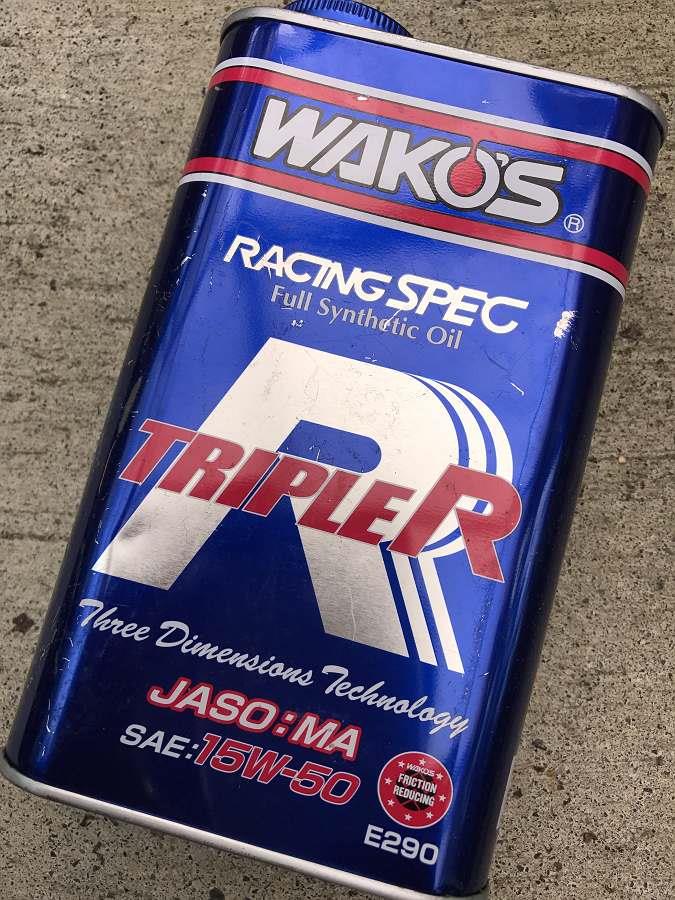 WAKO'S®
RACING SPEC
Full Synthetic Oil
R
TRIPLE R
Three Dimensions Technology
JASO:MA
SAE:15W-50
WAKO'S
FRICTION
REDUCING
E290